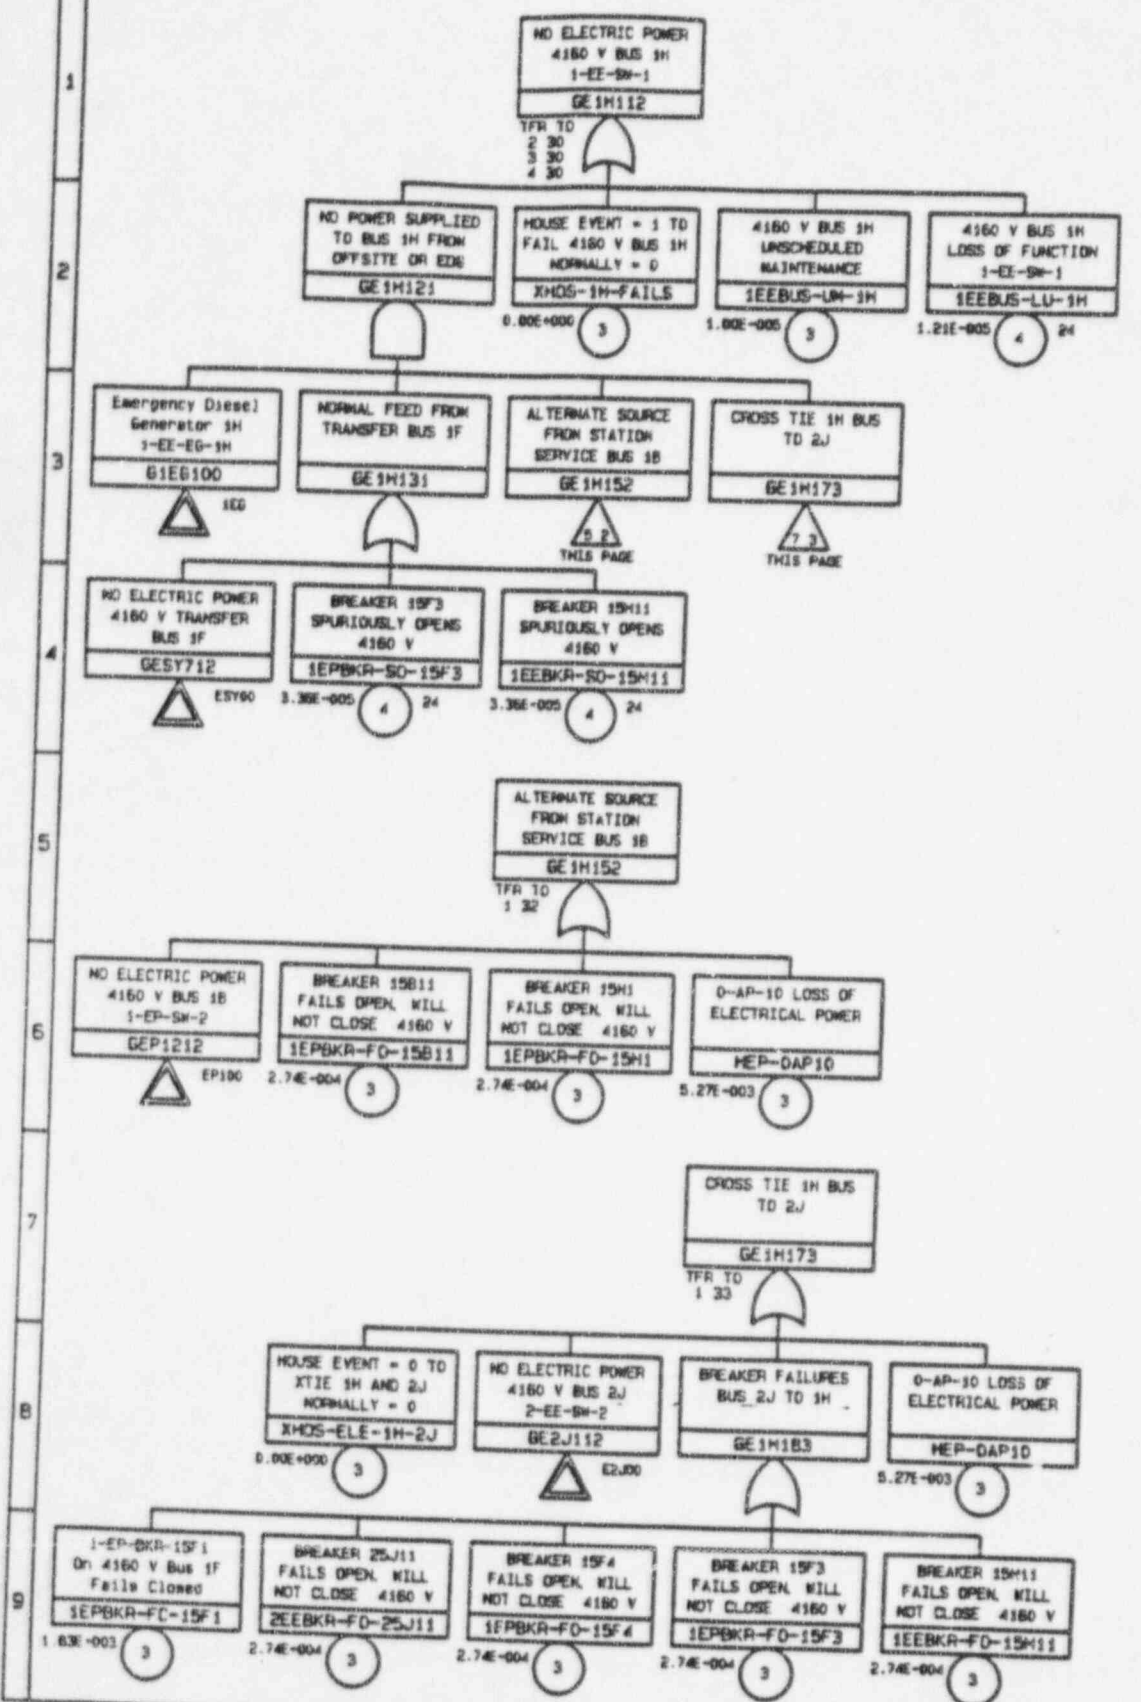 1
NO ELECTRIC POWER
4160 V BUS 1H
1-EE-SW-1
GE1H112
TFR TO
2 30
3 30
4 30
2
NO POWER SUPPLIED
TO BUS 1H FROM
OFFSITE OR EDG
GE1H121
HOUSE EVENT = 1 TO
FAIL 4160 V BUS 1H
NORMALLY = 0
XHOS-1H-FAILS
0.00E+000
3
4160 V BUS 1H
UNSCHEDULED
MAINTENANCE
1EEBUS-UM-1H
1.00E-005
3
4160 V BUS 1H
LOSS OF FUNCTION
1-EE-SW-1
1EEBUS-LU-1H
1.21E-005
4
24
3
Emergency Diesel
Generator 1H
1-EE-EG-1H
G1EG100
1EG
NORMAL FEED FROM
TRANSFER BUS 1F
GE1H131
ALTERNATE SOURCE
FROM STATION
SERVICE BUS 1B
GE1H152
5 2
THIS PAGE
CROSS TIE 1H BUS
TO 2J
GE1H173
7 3
THIS PAGE
4
NO ELECTRIC POWER
4160 V TRANSFER
BUS 1F
GESY712
ESY00
BREAKER 15F3
SPURIOUSLY OPENS
4160 V
1EPBKR-SO-15F3
3.36E-005
4
24
BREAKER 15H11
SPURIOUSLY OPENS
4160 V
1EEBKR-SO-15H11
3.36E-005
4
24
5
ALTERNATE SOURCE
FROM STATION
SERVICE BUS 1B
GE1H152
TFR TO
1 32
6
NO ELECTRIC POWER
4160 V BUS 1B
1-EP-SW-2
GEP1212
EP100
BREAKER 15B11
FAILS OPEN, WILL
NOT CLOSE 4160 V
1EPBKR-FO-15B11
2.74E-004
3
BREAKER 15H1
FAILS OPEN, WILL
NOT CLOSE 4160 V
1EPBKR-FO-15H1
2.74E-004
3
0-AP-10 LOSS OF
ELECTRICAL POWER
HEP-0AP10
5.27E-003
3
7
CROSS TIE 1H BUS
TO 2J
GE1H173
TFR TO
1 33
8
HOUSE EVENT = 0 TO
XTIE 1H AND 2J
NORMALLY = 0
XHOS-ELE-1H-2J
0.00E+000
3
NO ELECTRIC POWER
4160 V BUS 2J
2-EE-SW-2
GE2J112
E2J00
BREAKER FAILURES
BUS 2J TO 1H
GE1H183
0-AP-10 LOSS OF
ELECTRICAL POWER
HEP-0AP10
5.27E-003
3
9
1-EP-BKR-15F1
On 4160 V Bus 1F
Fails Closed
1EPBKR-FC-15F1
1.63E-003
3
BREAKER 25J11
FAILS OPEN, WILL
NOT CLOSE 4160 V
2EEBKR-FO-25J11
2.74E-004
3
BREAKER 15F4
FAILS OPEN, WILL
NOT CLOSE 4160 V
1EPBKR-FO-15F4
2.74E-004
3
BREAKER 15F3
FAILS OPEN, WILL
NOT CLOSE 4160 V
1EPBKR-FO-15F3
2.74E-004
3
BREAKER 15H11
FAILS OPEN, WILL
NOT CLOSE 4160 V
1EEBKR-FO-15H11
2.74E-004
3